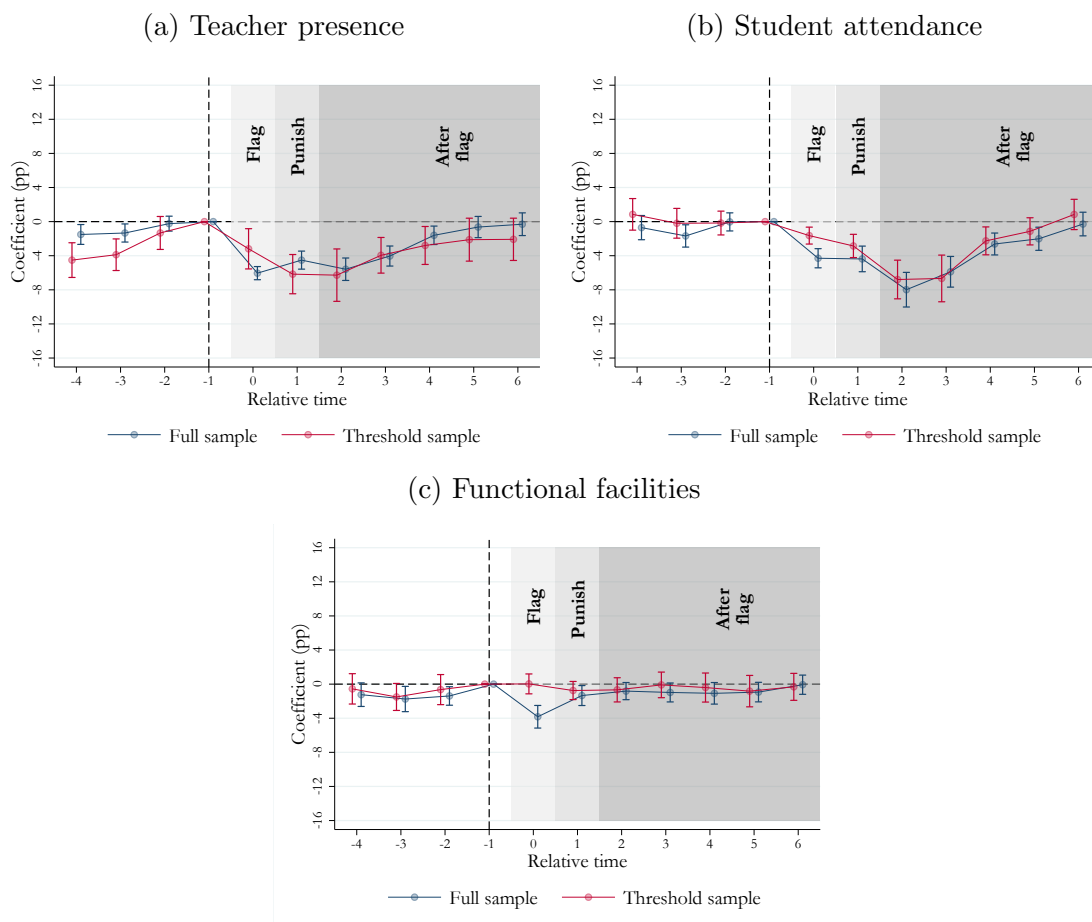 (a) Teacher presence
Coefficient (pp)
16
12
8
4
0
-4
-8
-12
-16
Flag
Punish
After
flag
-4 -3 -2 -1 0 1 2 3 4 5 6
Relative time
Full sample Threshold sample
(b) Student attendance
Coefficient (pp)
16
12
8
4
0
-4
-8
-12
-16
Flag
Punish
After
flag
-4 -3 -2 -1 0 1 2 3 4 5 6
Relative time
Full sample Threshold sample
(c) Functional facilities
Coefficient (pp)
16
12
8
4
0
-4
-8
-12
-16
Flag
Punish
After
flag
-4 -3 -2 -1 0 1 2 3 4 5 6
Relative time
Full sample Threshold sample